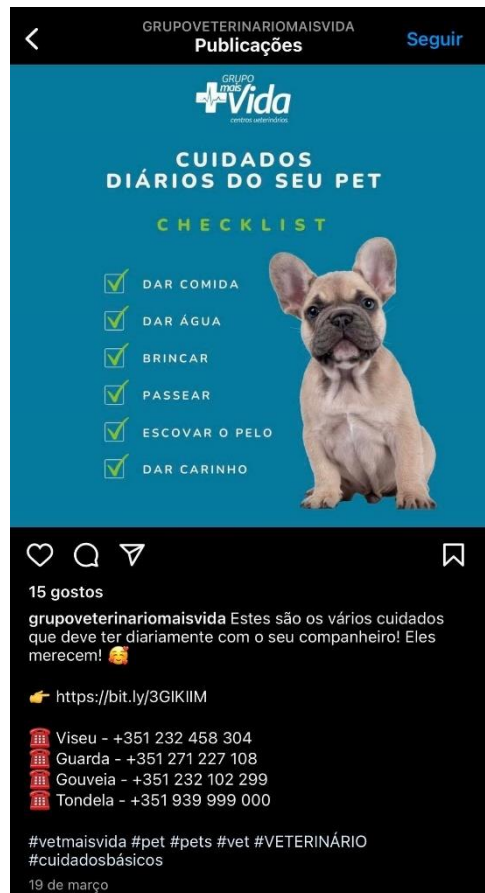 GRUPOVETERINARIOMAISVIDA
Publicações
Seguir
GRUPO
mais
Vida
centros veterinários
CUIDADOS
DIÁRIOS DO SEU PET
CHECKLIST
DAR COMIDA
DAR ÁGUA
BRINCAR
PASSEAR
ESCOVAR O PELO
DAR CARINHO
15 gostos
grupoveterinariomaisvida Estes são os vários cuidados
que deve ter diariamente com o seu companheiro! Eles
merecem! 🥰
👉 https://bit.ly/3GIKIIM
☎️ Viseu - +351 232 458 304
☎️ Guarda - +351 271 227 108
☎️ Gouveia - +351 232 102 299
☎️ Tondela - +351 939 999 000
#vetmaisvida #pet #pets #vet #VETERINÁRIO
#cuidadosbásicos
19 de março